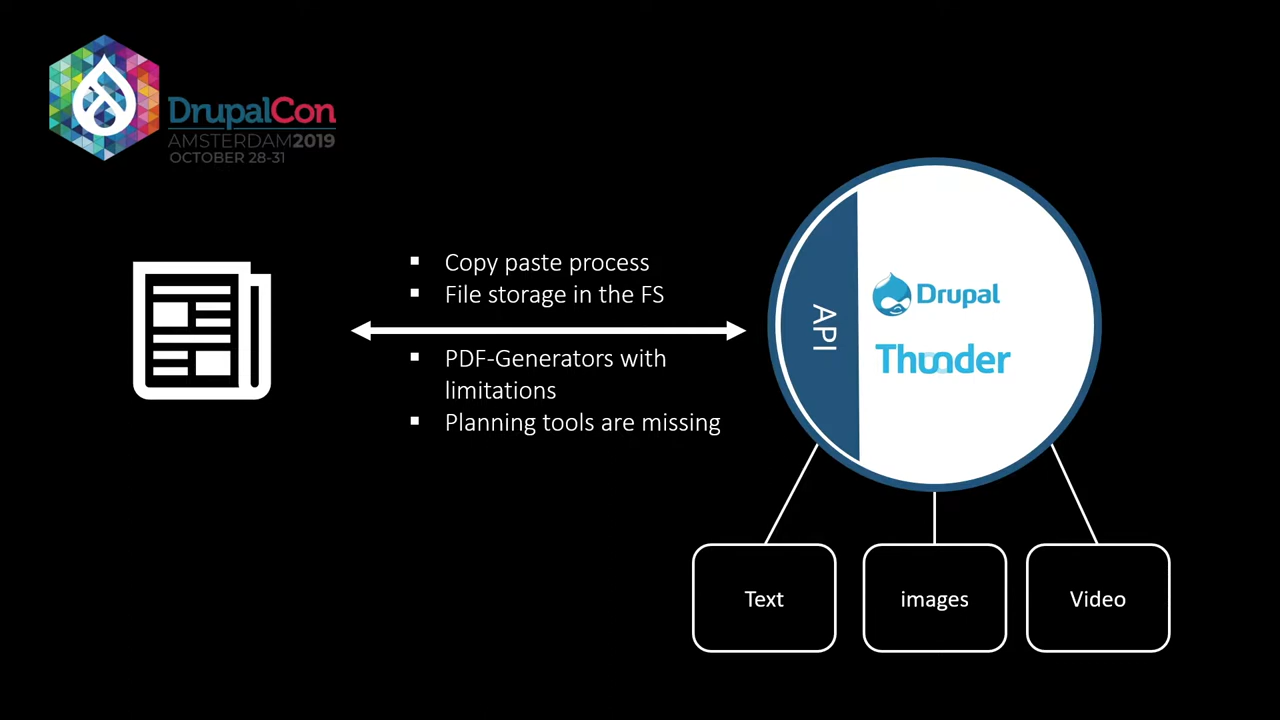 DrupalCon
AMSTERDAM2019
OCTOBER 28-31
▪ Copy paste process
▪ File storage in the FS
▪ PDF-Generators with
limitations
▪ Planning tools are missing
API
Drupal
Thunder
Text
images
Video